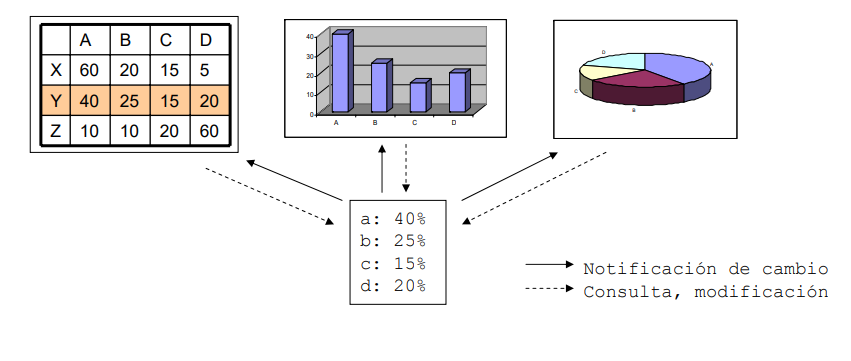 A B C D
X 60 20 15 5
Y 40 25 15 20
Z 10 10 20 60
40
30
20
10
0
A B C D
D
A
C
B
a: 40%
b: 25%
c: 15%
d: 20%
Notificación de cambio
Consulta, modificación